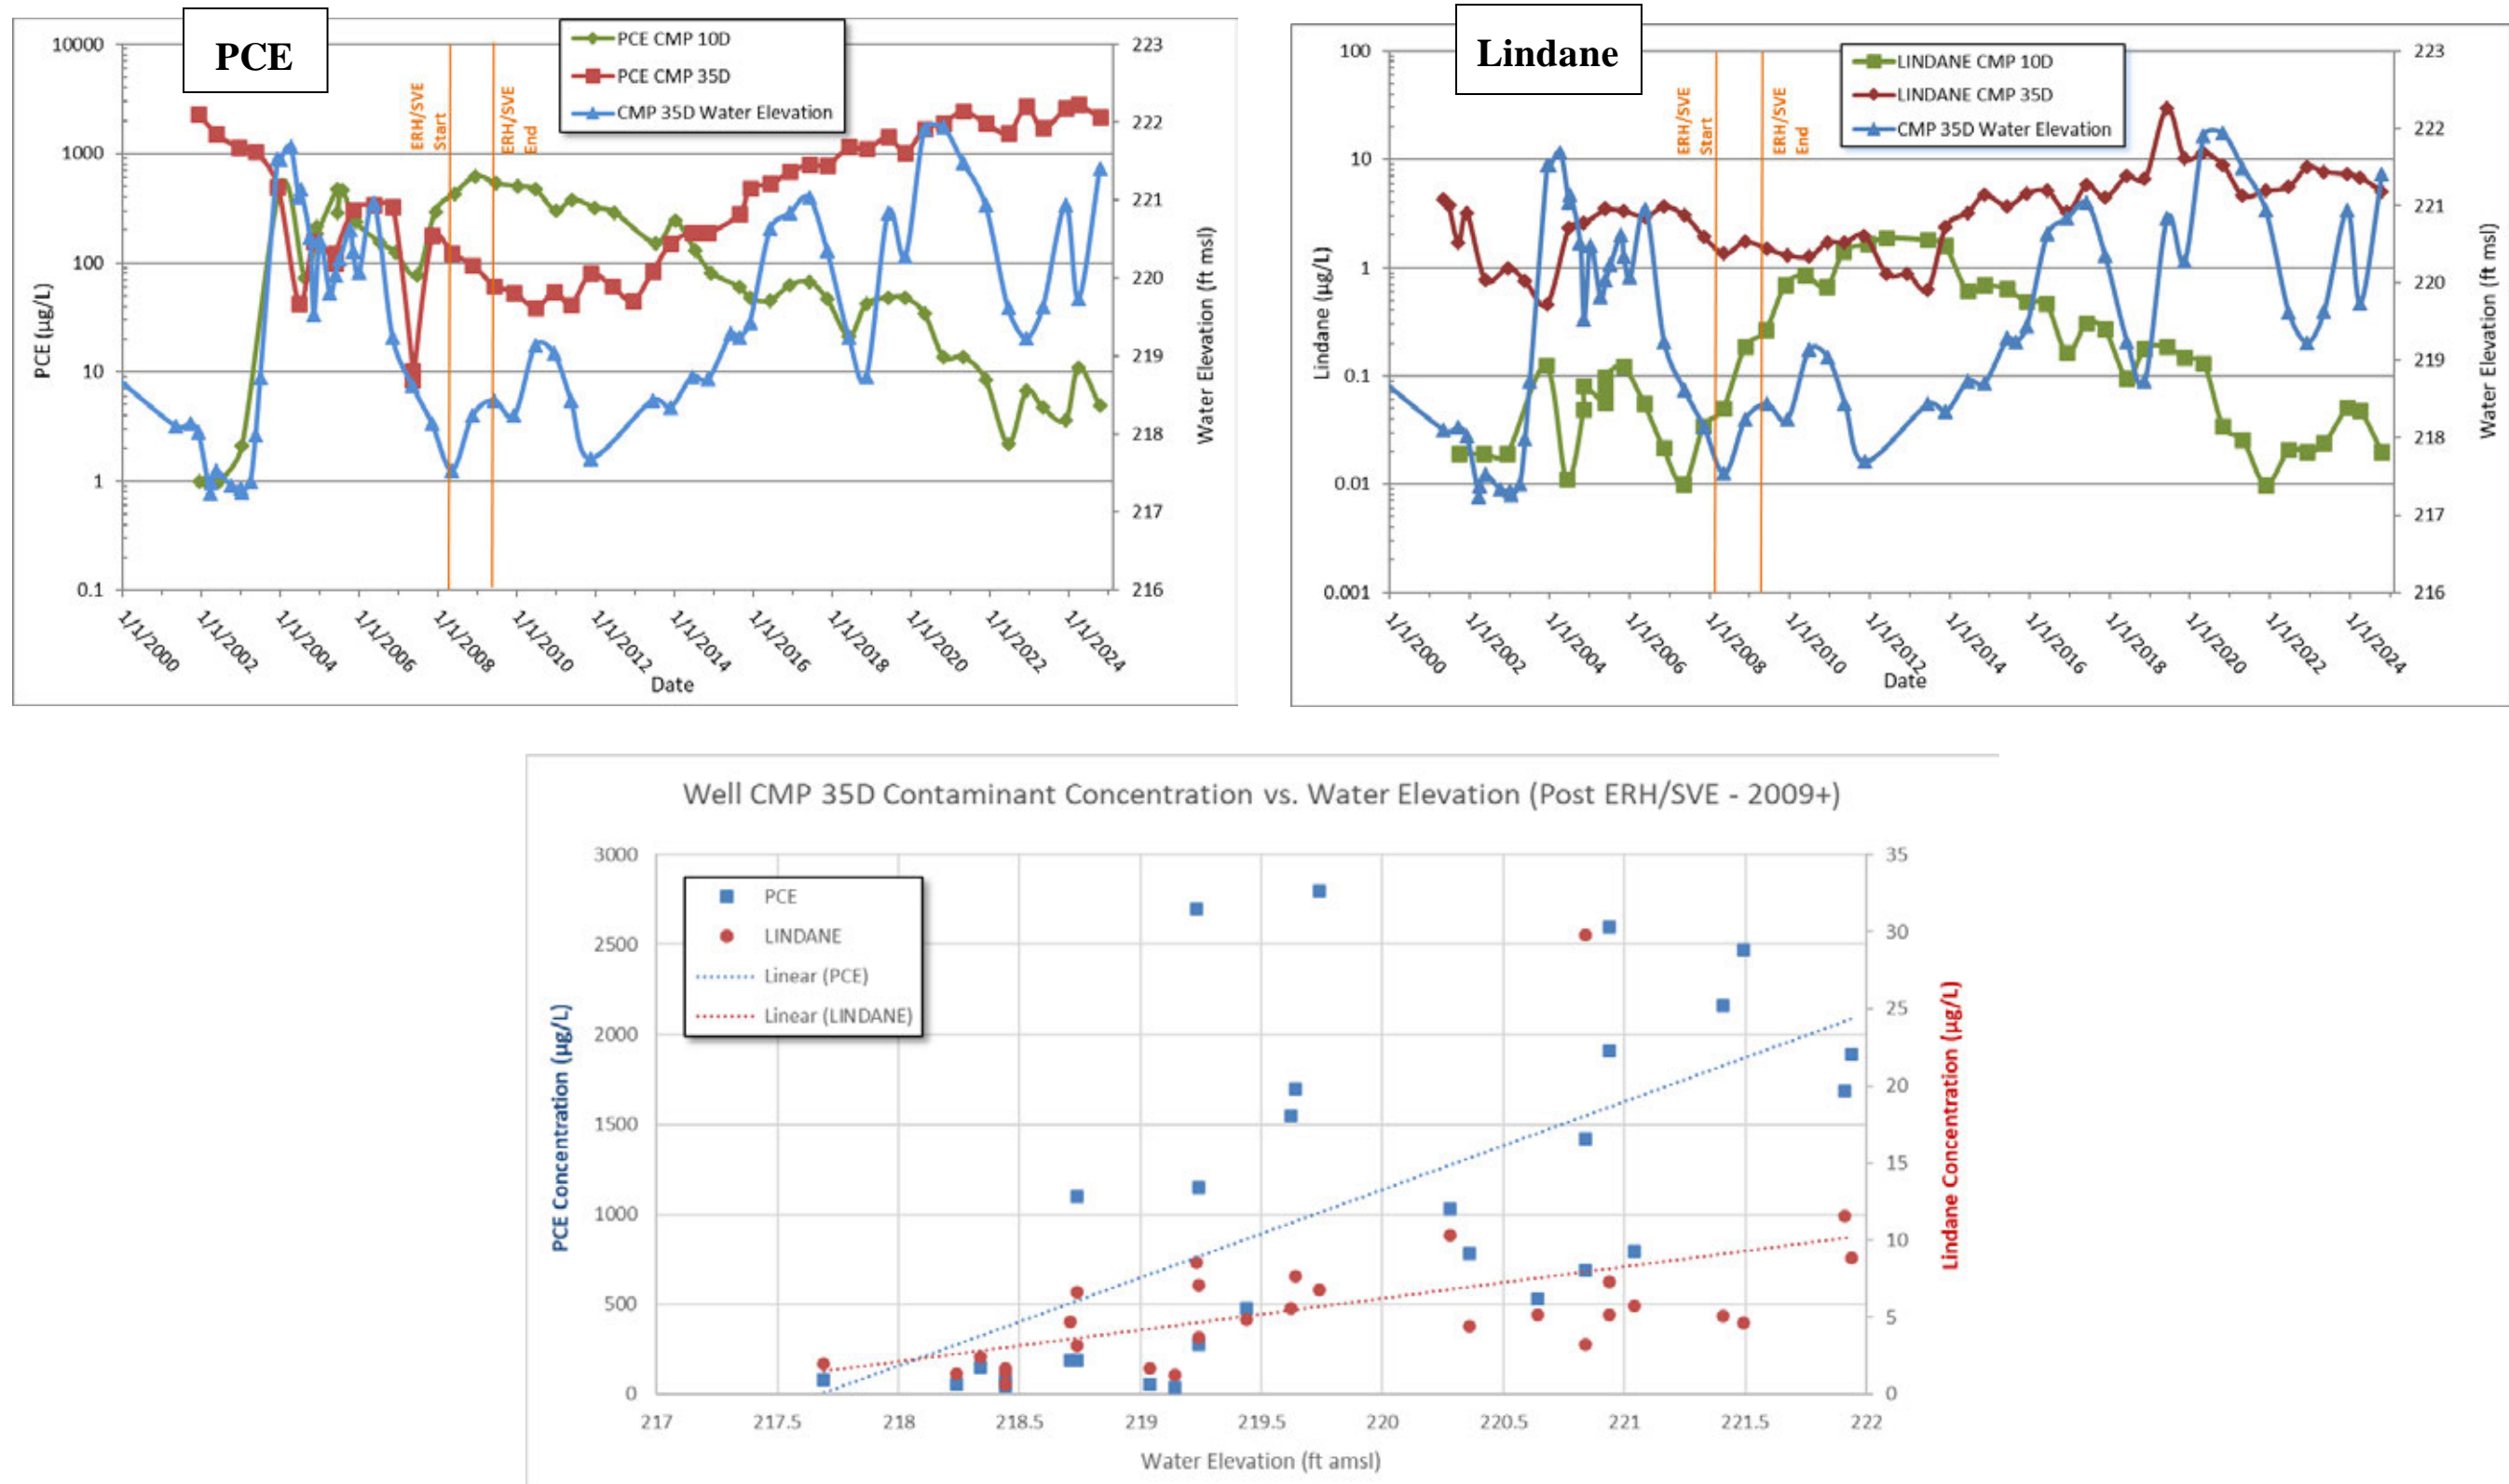 PCE
PCE CMP 10D
PCE CMP 35D
CMP 35D Water Elevation
ERH/SVE
Start
ERH/SVE
End
10000
1000
100
10
1
0.1
PCE (µg/L)
223
222
221
220
219
218
217
216
Water Elevation (ft msl)
1/1/2000
1/1/2002
1/1/2004
1/1/2006
1/1/2008
1/1/2010
1/1/2012
1/1/2014
1/1/2016
1/1/2018
1/1/2020
1/1/2022
1/1/2024
Date
Lindane
LINDANE CMP 10D
LINDANE CMP 35D
CMP 35D Water Elevation
ERH/SVE
Start
ERH/SVE
End
100
10
1
0.1
0.01
0.001
Lindane (µg/L)
223
222
221
220
219
218
217
216
Water Elevation (ft msl)
1/1/2000
1/1/2002
1/1/2004
1/1/2006
1/1/2008
1/1/2010
1/1/2012
1/1/2014
1/1/2016
1/1/2018
1/1/2020
1/1/2022
1/1/2024
Date
Well CMP 35D Contaminant Concentration vs. Water Elevation (Post ERH/SVE - 2009+)
PCE
LINDANE
Linear (PCE)
Linear (LINDANE)
3000
2500
2000
1500
1000
500
0
PCE Concentration (µg/L)
35
30
25
20
15
10
5
0
Lindane Concentration (µg/L)
217
217.5
218
218.5
219
219.5
220
220.5
221
221.5
222
Water Elevation (ft amsl)